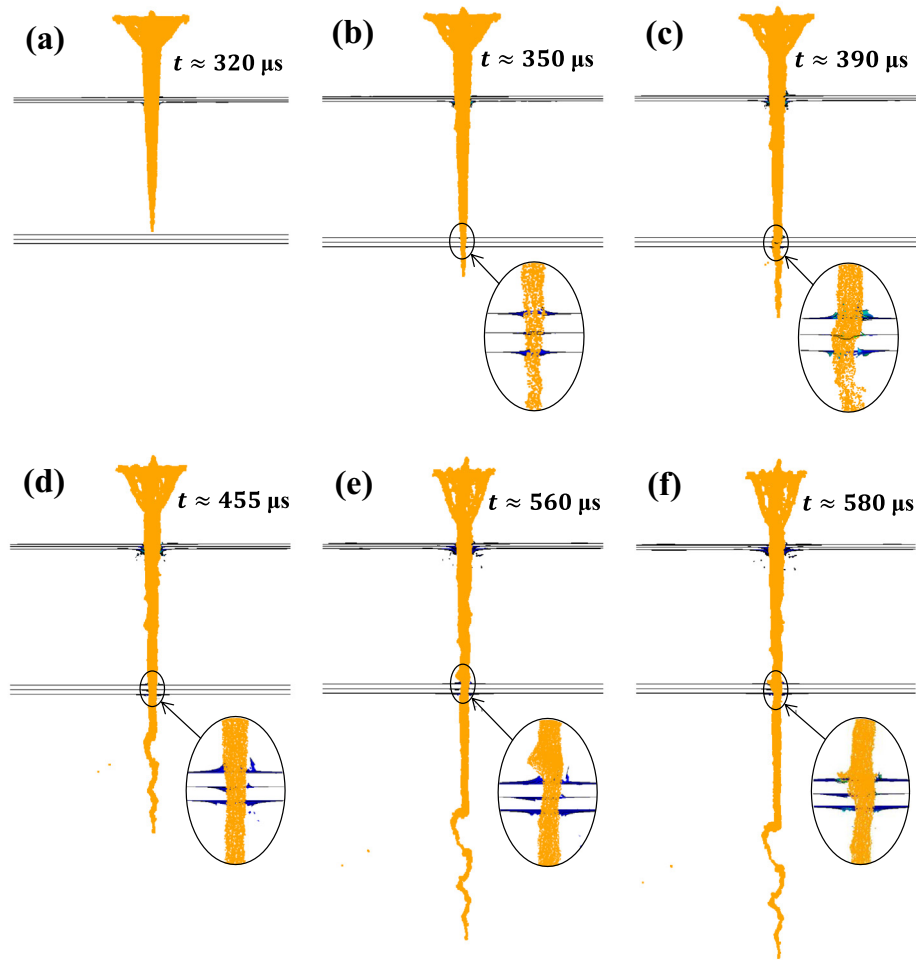 (a)
t ≈ 320 μs
(b)
t ≈ 350 μs
(c)
t ≈ 390 μs
(d)
t ≈ 455 μs
(e)
t ≈ 560 μs
(f)
t ≈ 580 μs